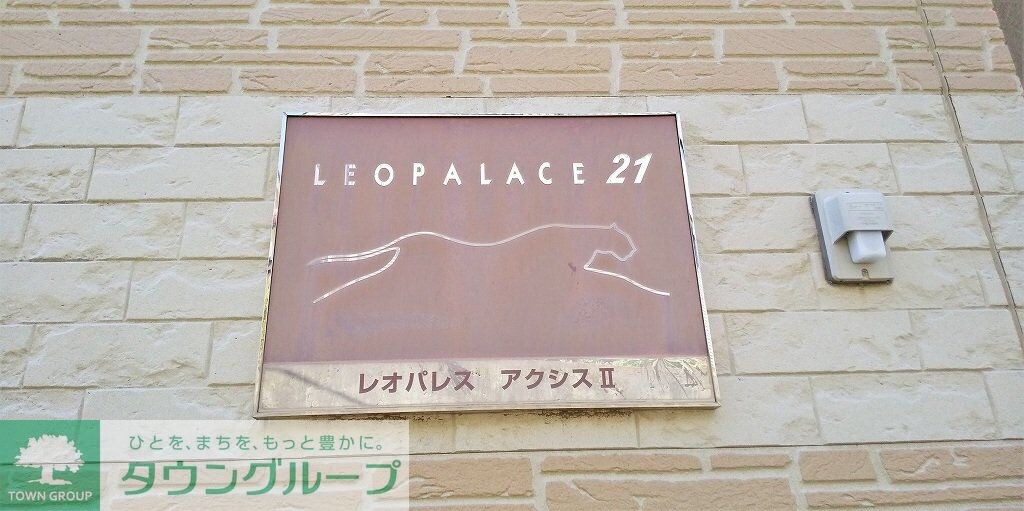 LEOPALACE 21
レオパレス アクシスⅡ
ひとを、まちを、もっと豊かに。
タウングループ
TOWN GROUP